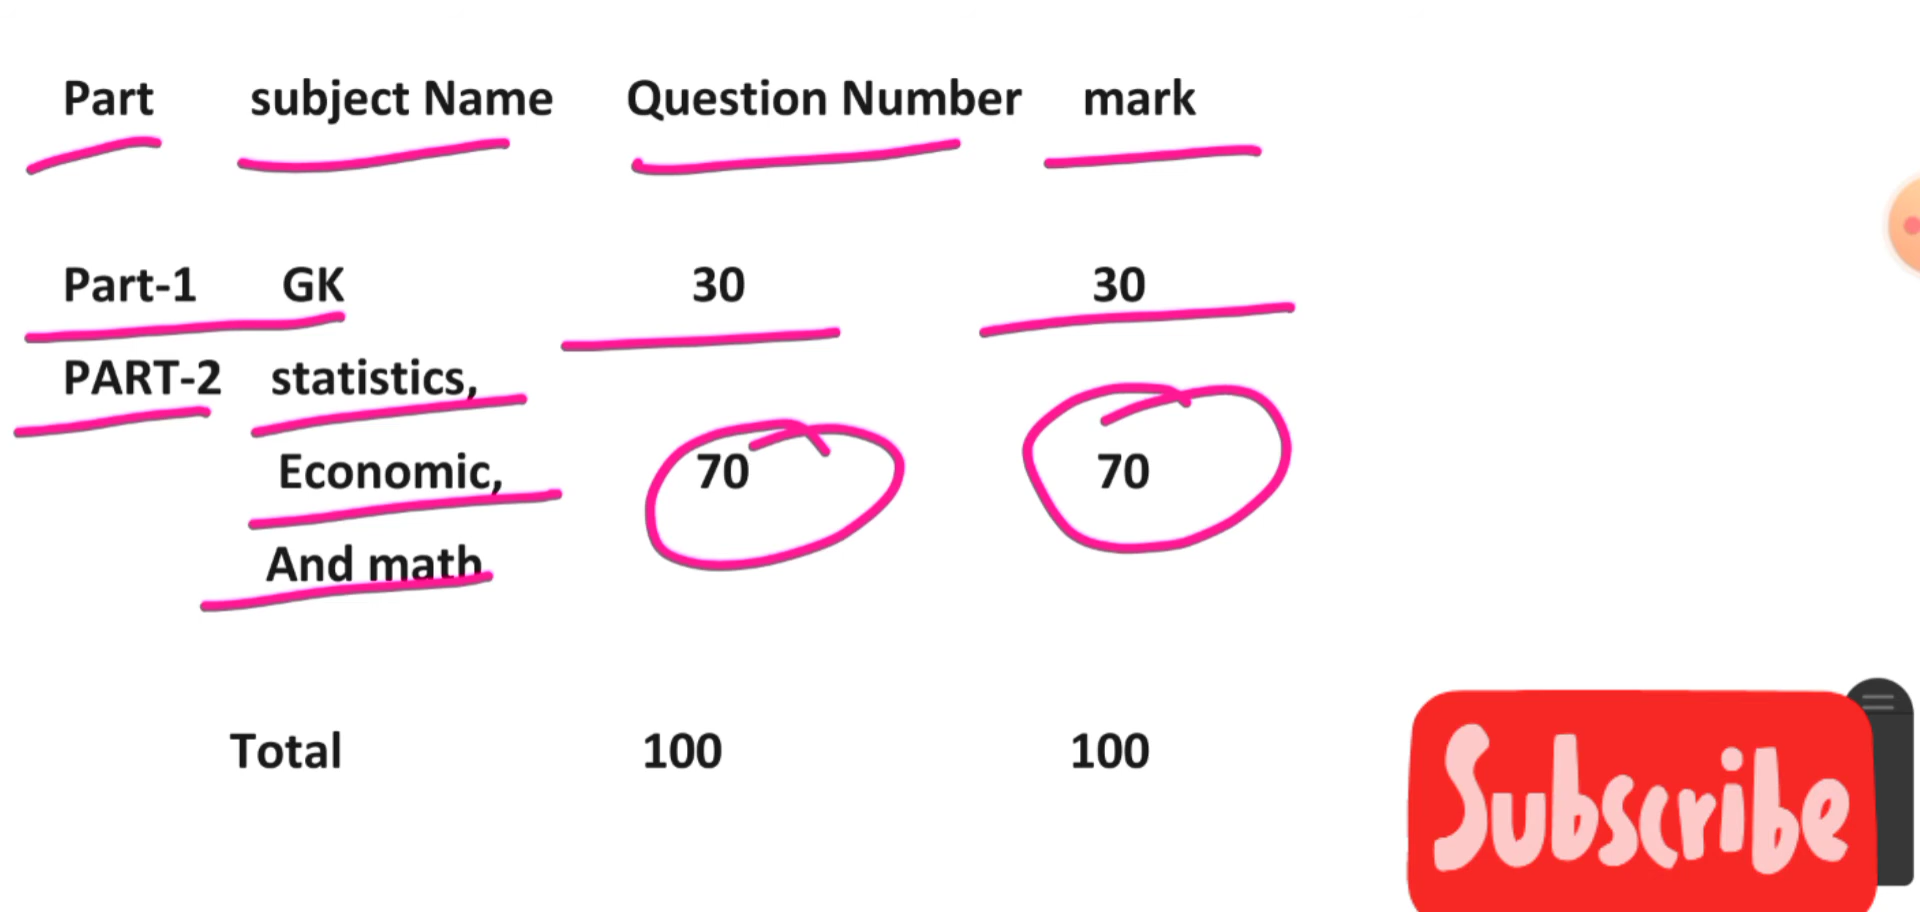 Part subject Name Question Number mark
Part-1 GK 30 30
PART-2 statistics,
Economic, 70 70
And math
Total 100 100
Subscribe